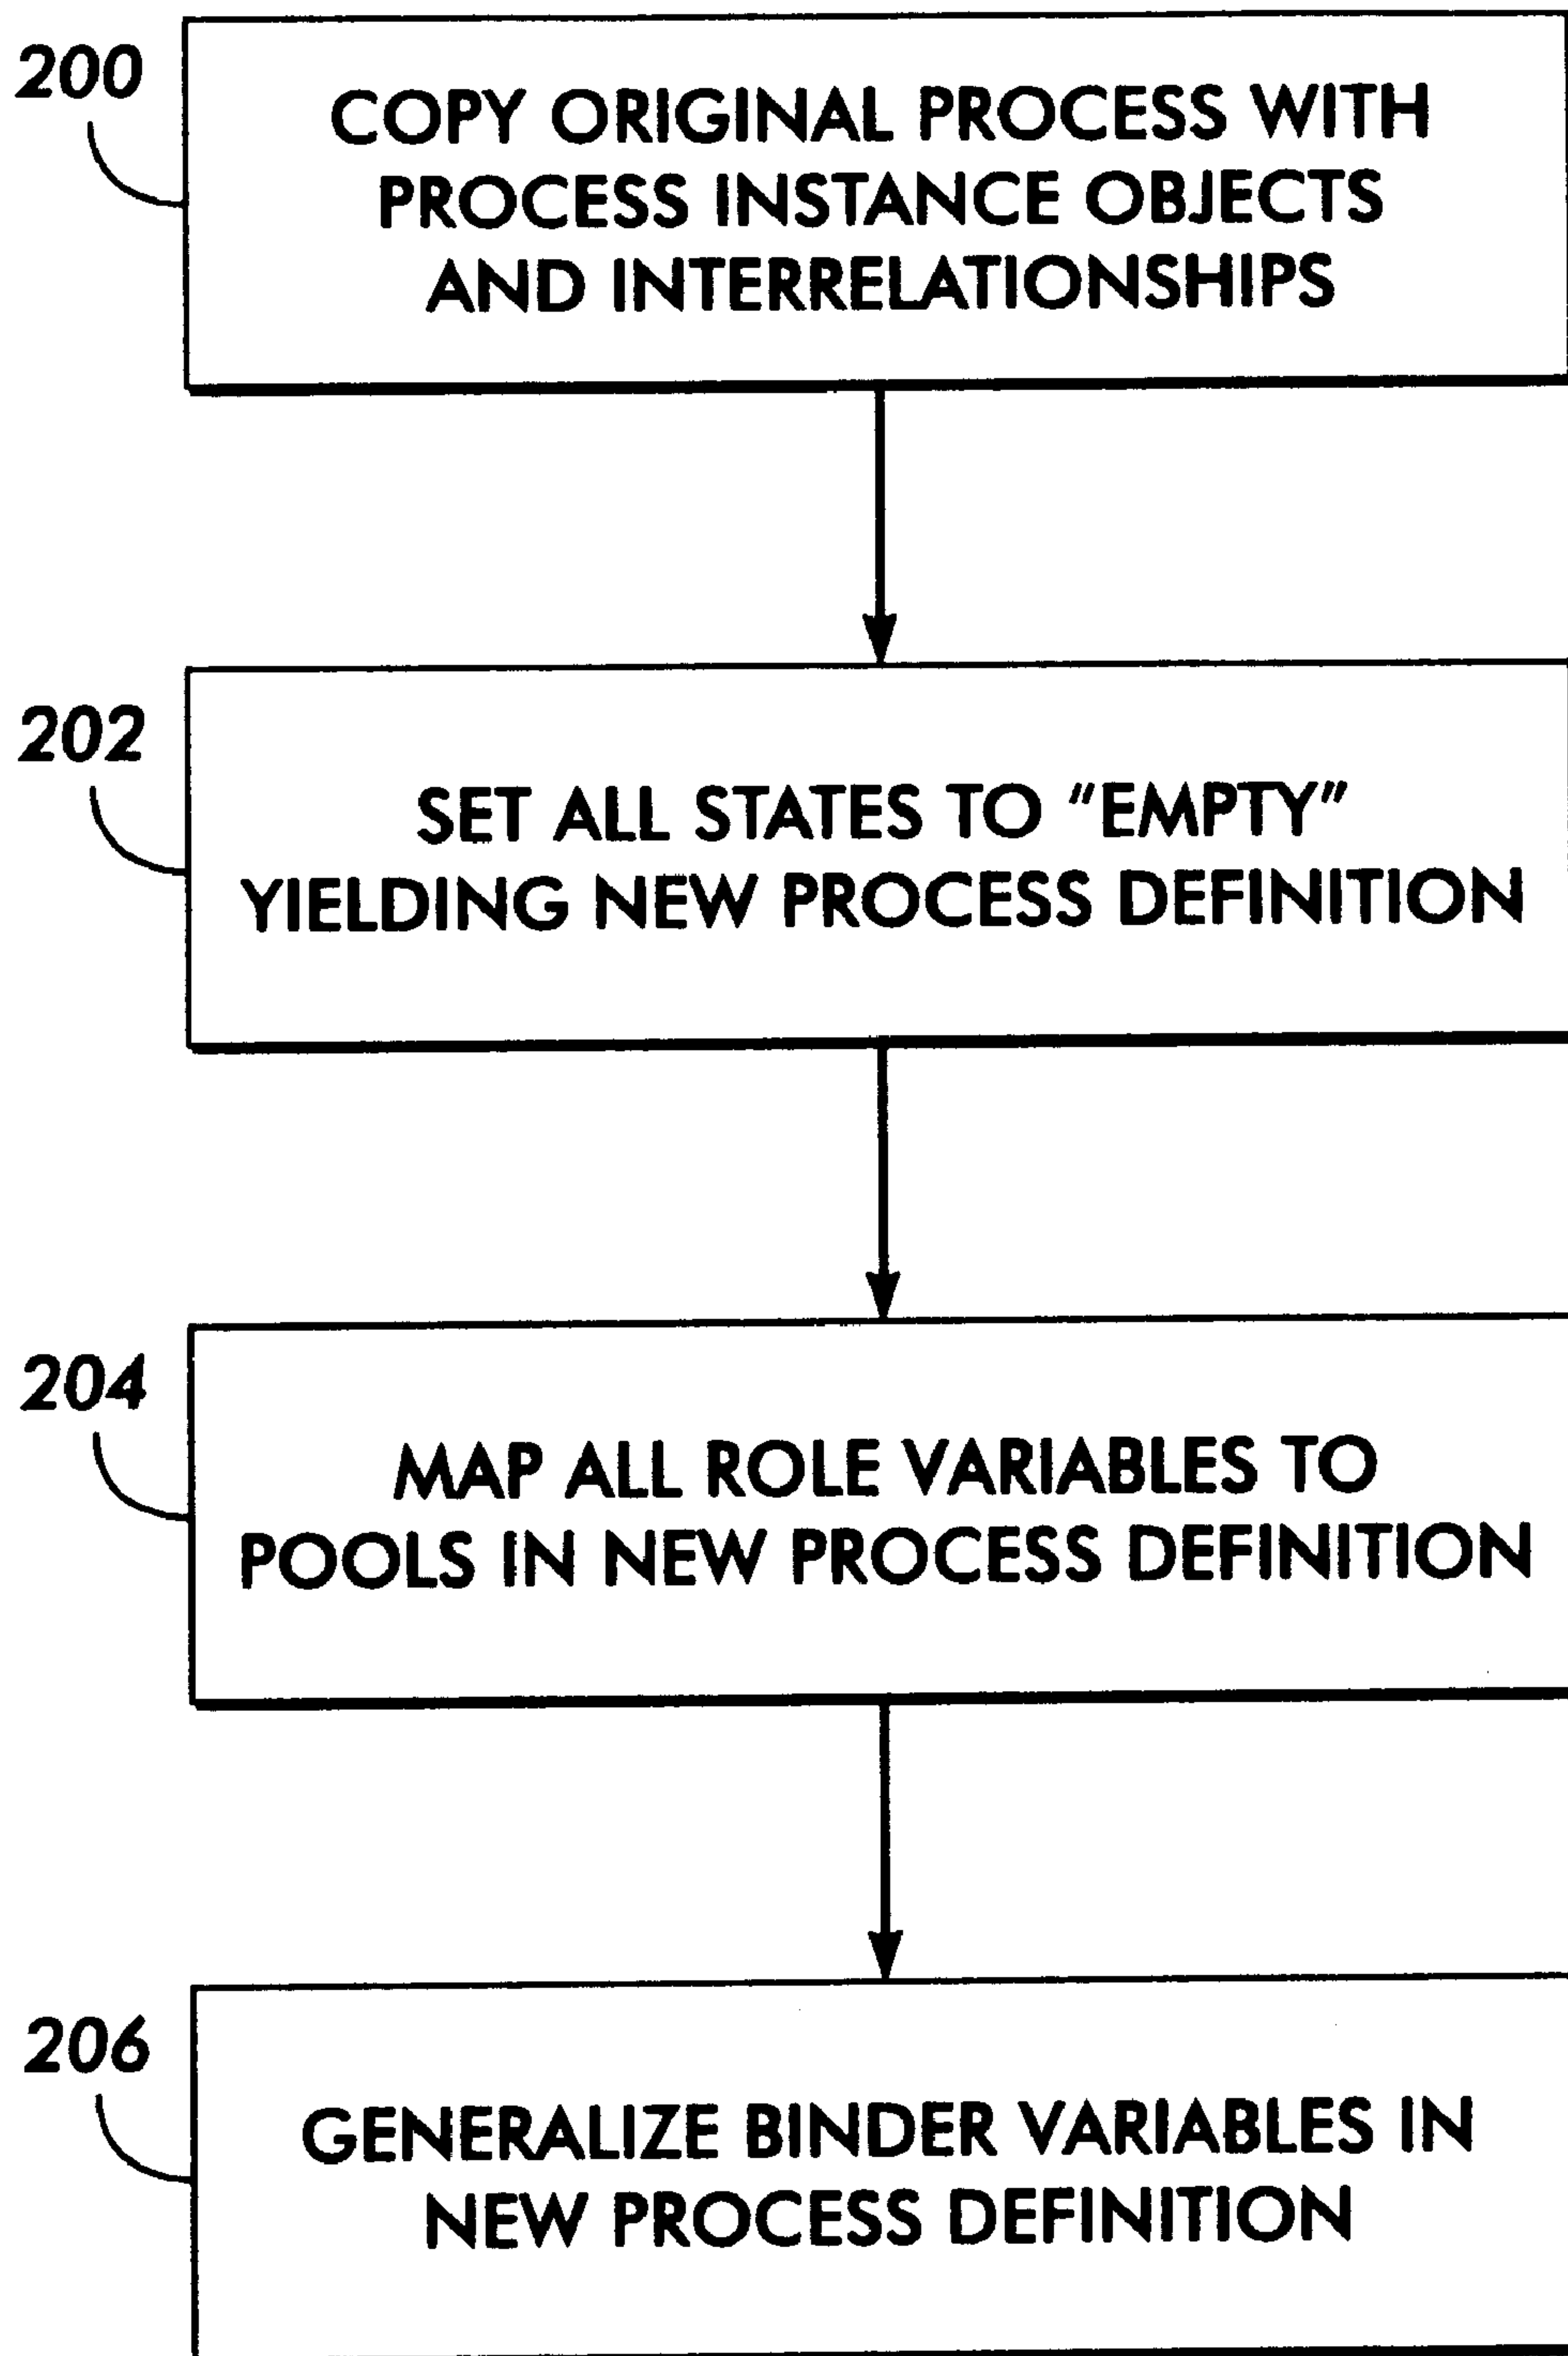 200
COPY ORIGINAL PROCESS WITH
PROCESS INSTANCE OBJECTS
AND INTERRELATIONSHIPS
202
SET ALL STATES TO “EMPTY”
YIELDING NEW PROCESS DEFINITION
204
MAP ALL ROLE VARIABLES TO
POOLS IN NEW PROCESS DEFINITION
206
GENERALIZE BINDER VARIABLES IN
NEW PROCESS DEFINITION